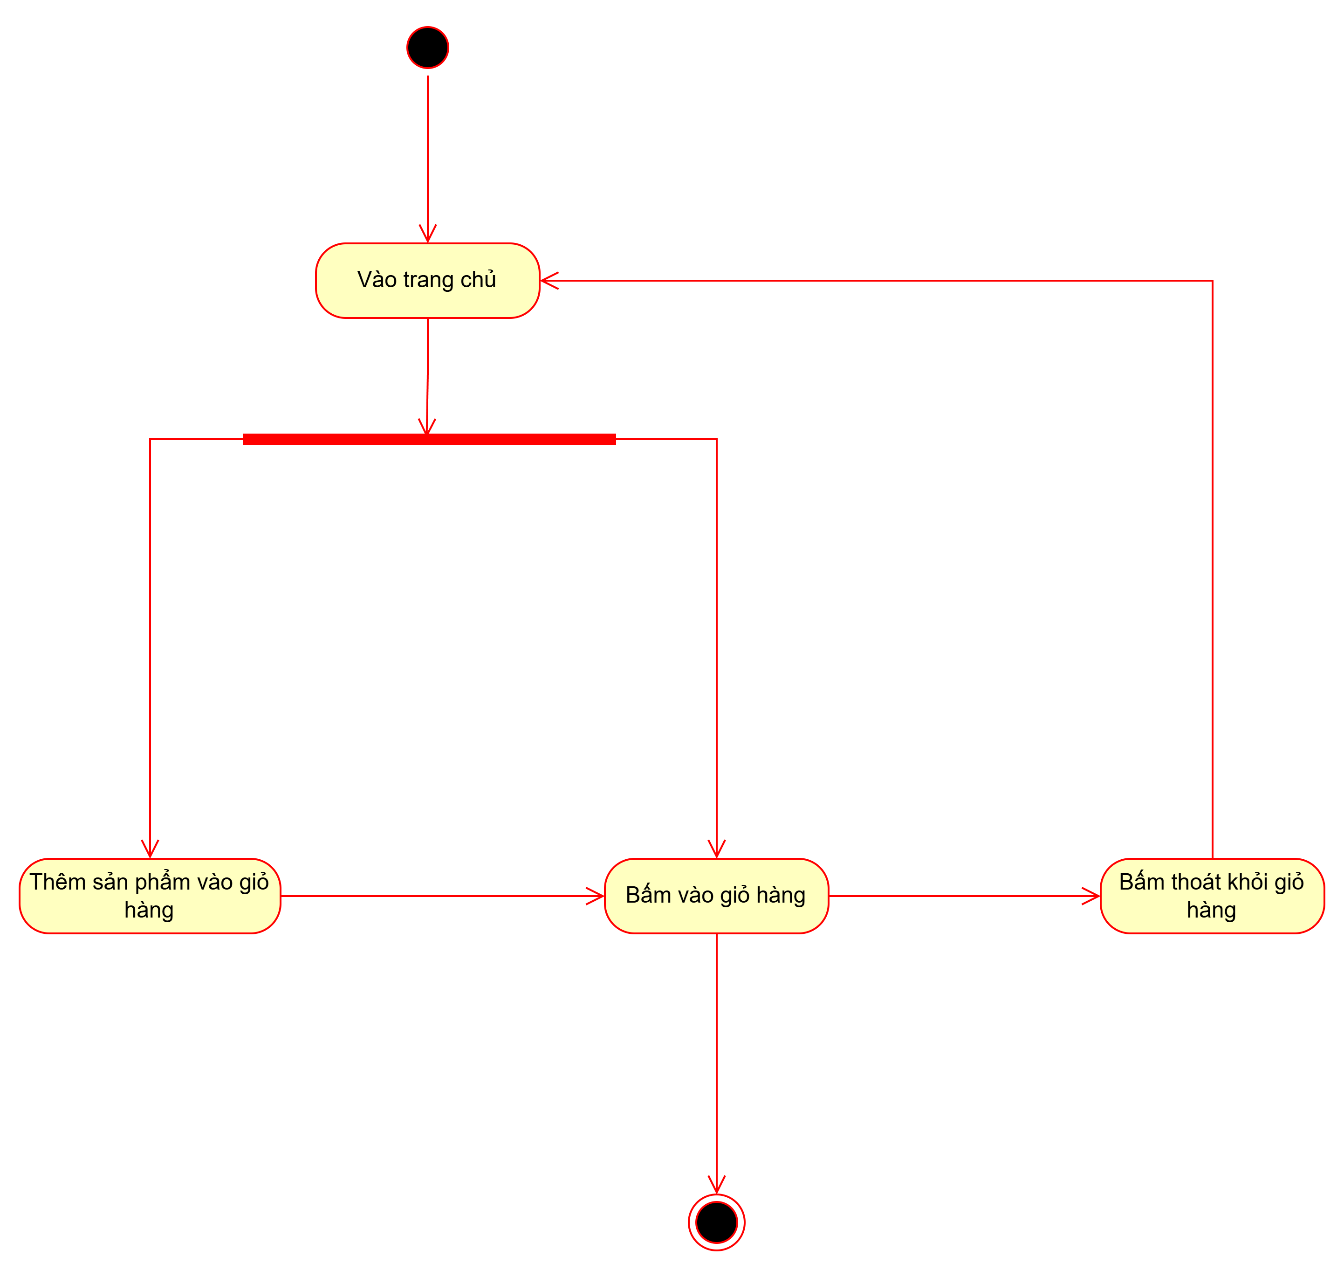 Vào trang chủ
Thêm sản phẩm vào giỏ
hàng
Bấm vào giỏ hàng
Bấm thoát khỏi giỏ
hàng